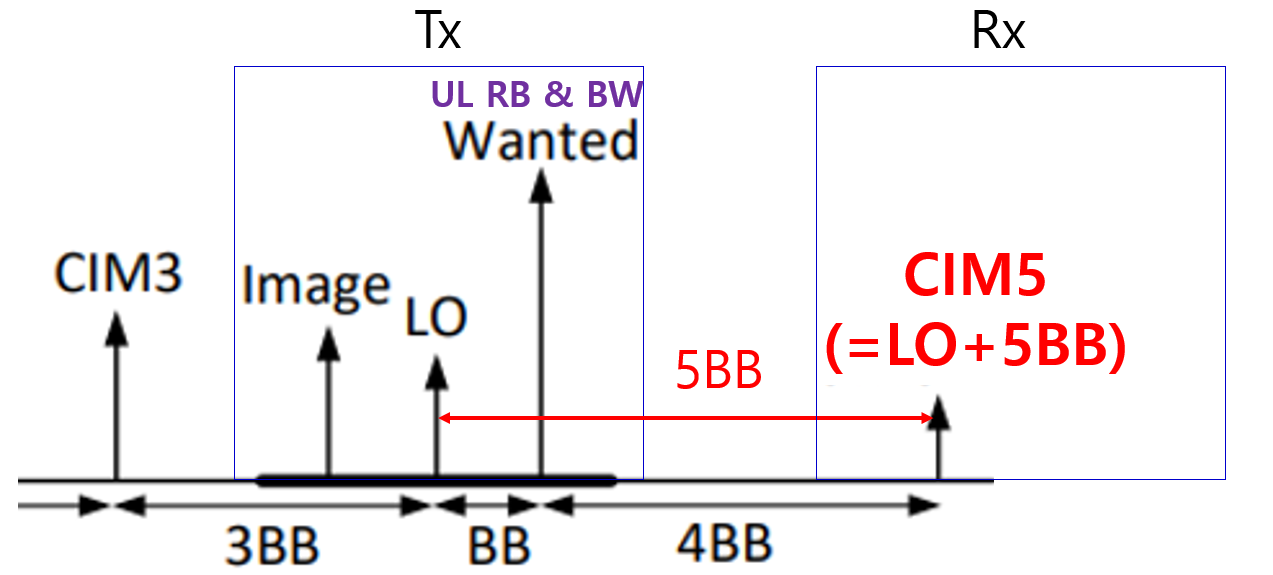 Tx
Rx
UL RB & BW
Wanted
CIM3
Image
LO
CIM5
(=LO+5BB)
5BB
3BB
BB
4BB